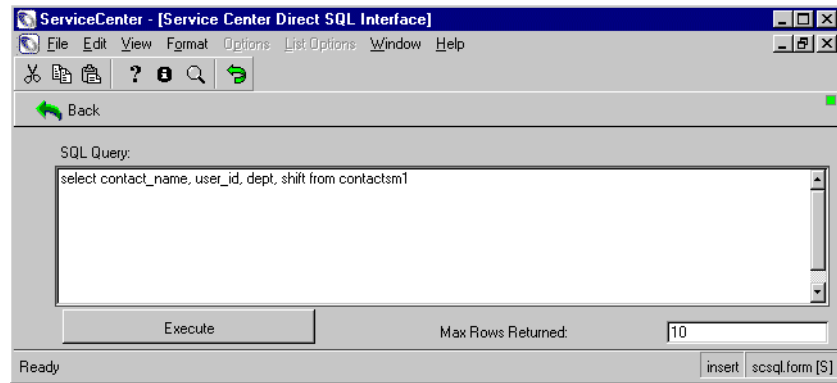 ServiceCenter - [Service Center Direct SQL Interface]
File Edit View Format Options List Options Window Help
Back
SQL Query:
select contact_name, user_id, dept, shift from contactsm1
Execute
Max Rows Returned:
10
Ready
insert
scsql.form [S]